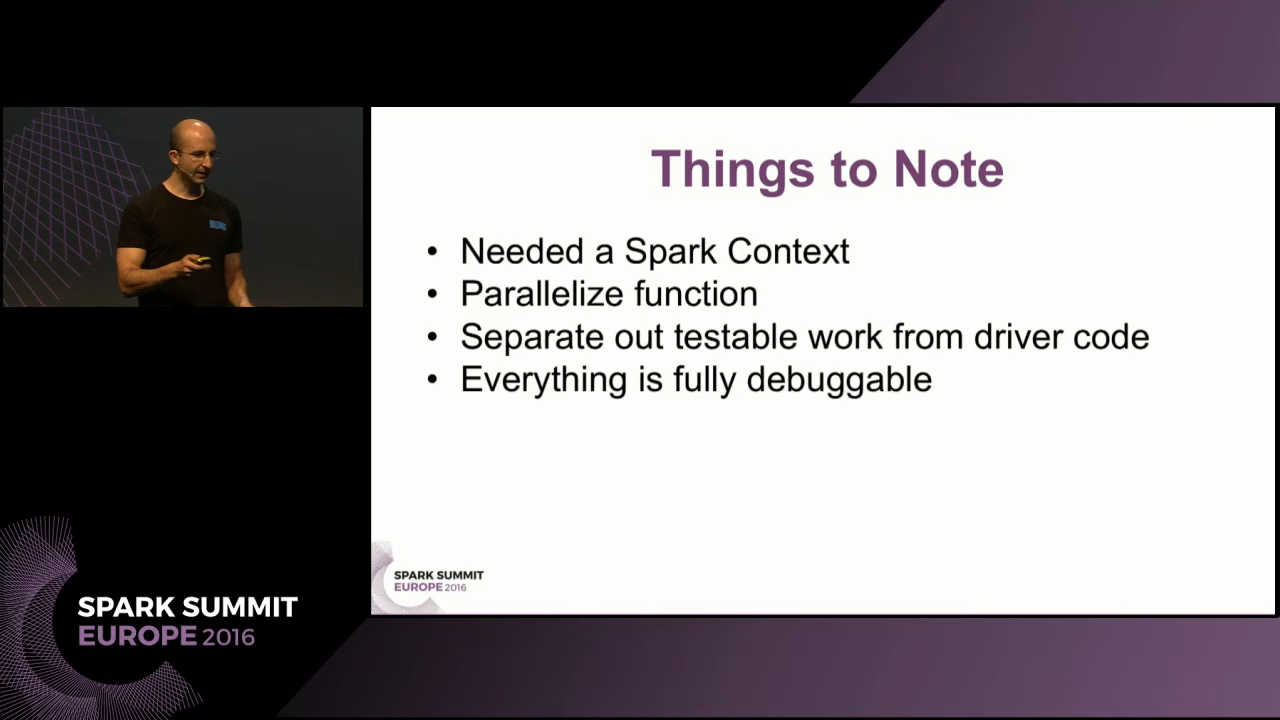 Things to Note
• Needed a Spark Context
• Parallelize function
• Separate out testable work from driver code
• Everything is fully debuggable
SPARK SUMMIT
EUROPE 2016
SPARK SUMMIT
EUROPE 2016